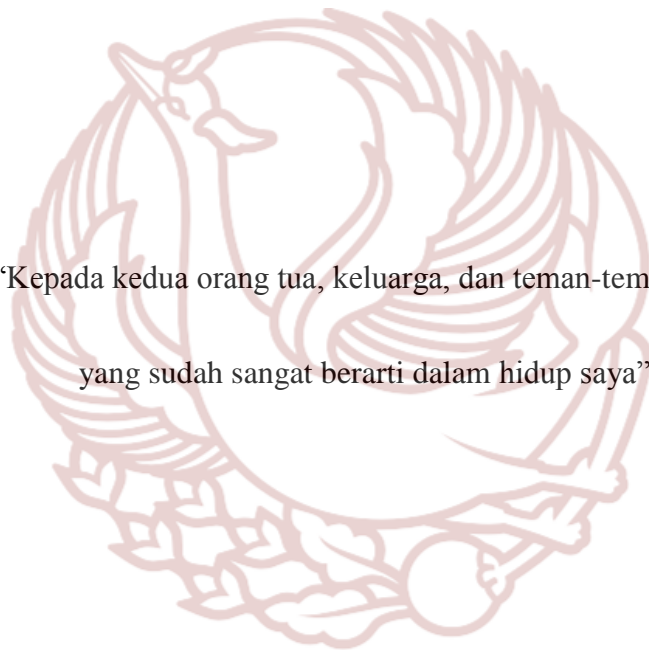 “Kepada kedua orang tua, keluarga, dan teman-tem
yang sudah sangat berarti dalam hidup saya”